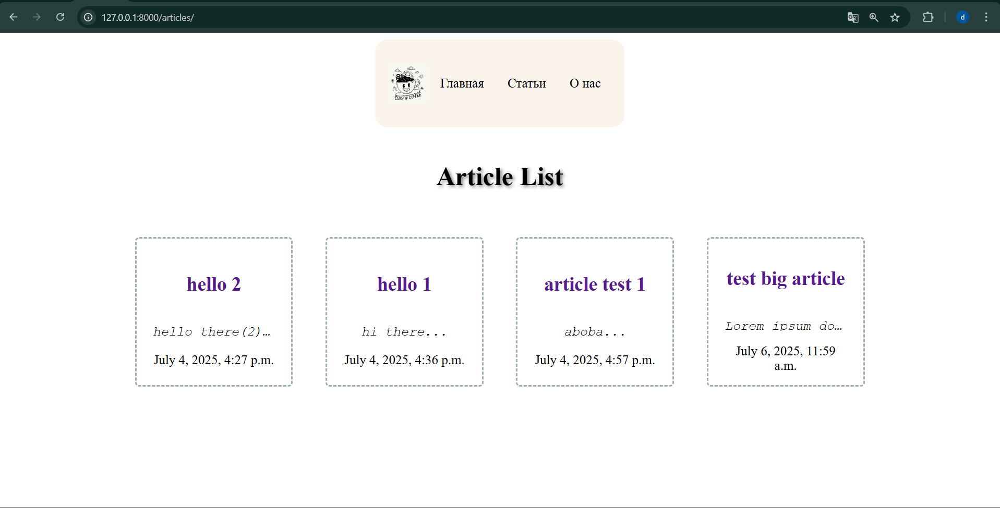 127.0.0.1:8000/articles/
d
DAY of COFFEE
Главная Статьи О нас
Article List
hello 2
hello there(2)…
July 4, 2025, 4:27 p.m.
hello 1
hi there...
July 4, 2025, 4:36 p.m.
article test 1
aboba...
July 4, 2025, 4:57 p.m.
test big article
Lorem ipsum do…
July 6, 2025, 11:59
a.m.